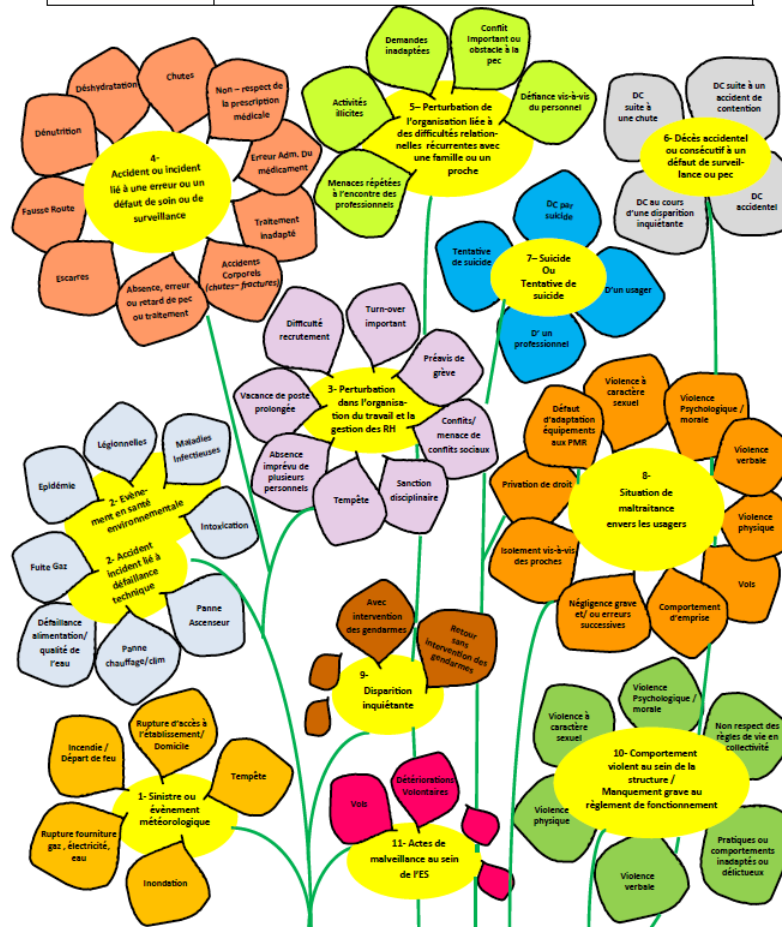 Déshydratation
Chutes
Non – respect de
la prescription
médicale
Dénutrition
4-
Accident ou incident
lié à une erreur ou un
défaut de soin ou de
surveillance
Erreur Adm. Du
médicament
Fausse Route
Traitement
inadapté
Escarres
Absence, erreur
ou retard de pec
ou traitement
Accidents
Corporels
(chutes– fractures)
Demandes
inadaptées
Conflit
Important ou
obstacle à la
pec
Activités
illicites
5– Perturbation de
l'organisation liée à
des difficultés relation-
nelles récurrentes avec
une famille ou un
proche
Défiance vis-à-vis
du personnel
Menaces répétées
à l'encontre des
professionnels
DC
suite à
une chute
DC suite à un
accident de
contention
6- Décès accidentel
ou consécutif à un
défaut de surveil-
lance ou pec
DC au cours
d'une disparition
inquiétante
DC
accidentel
DC par
suicide
Tentative
de suicide
7– Suicide
Ou
Tentative de
suicide
D'un usager
D' un
professionnel
Difficulté
recrutement
Turn-over
important
Préavis de
grève
Vacance de poste
prolongée
3- Perturbation
dans l'organisa-
tion du travail et la
gestion des RH
Conflits/
menace de
conflits sociaux
Absence
imprévu de
plusieurs
personnels
Tempête
Sanction
disciplinaire
Légionnelles
Maladies
Infectieuses
Epidémie
2- Evène-
ment en santé
environnementale
Intoxication
2- Accident
incident lié à
défaillance
technique
Fuite Gaz
Défaillance
alimentation/
qualité de
l'eau
Panne
chauffage/clim
Panne
Ascenseur
Violence à
caractère
sexuel
Violence
Psychologique /
morale
Défaut
d'adaptation
équipements
aux PMR
Violence
verbale
Privation de droit
8-
Situation de
maltraitance
envers les usagers
Violence
physique
Isolement vis-à-vis
des proches
Vols
Négligence grave
et/ ou erreurs
successives
Comportement
d'emprise
Avec
intervention
des gendarmes
Retour
sans
intervention des
gendarmes
9-
Disparition
inquiétante
Rupture d'accès à
l'établissement/
Domicile
Incendie /
Départ de feu
Tempête
1- Sinistre ou
évènement
météorologique
Rupture fourniture
gaz , électricité,
eau
Inondation
Vols
Détériorations
Volontaires
11- Actes de
malveillance au sein
de l'ES
Violence
Psychologique /
morale
Violence à
caractère
sexuel
Non respect des
règles de vie en
collectivité
10- Comportement
violent au sein de la
structure /
Manquement grave au
règlement de fonctionnement
Violence
physique
Violence
verbale
Pratiques ou
comportements
inadaptés ou
délictueux